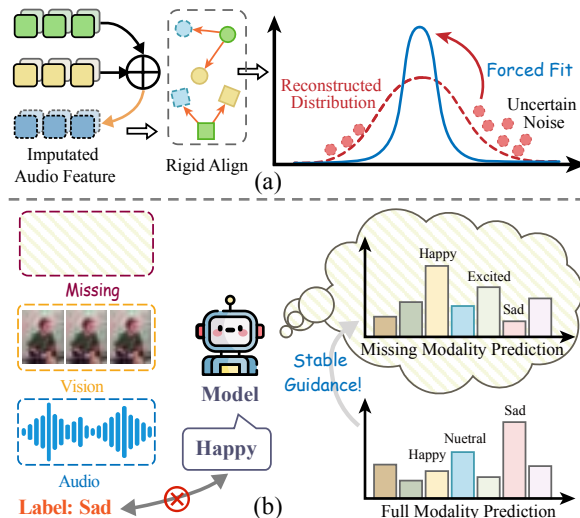 Reconstructed
Distribution
Forced Fit
Uncertain
Noise
Imputated
Audio Feature
Rigid Align
(a)
Missing
Vision
Audio
Label: Sad
Model
Happy
Stable
Guidance!
Happy
Excited
Sad
Missing Modality Prediction
Happy
Nuetral
Sad
Full Modality Prediction
(b)